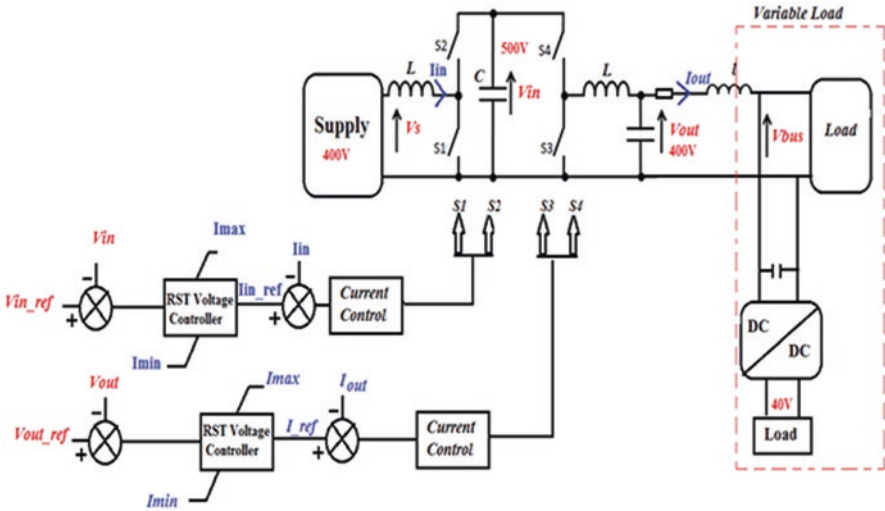 Variable Load
S2
500V
S4
L
Iin
C
L
Iout
l
Supply
400V
Vs
Vin
S1
S3
Vout
400V
Vbus
Load
S1
S2
S3
S4
Vin
Imax
Iin
Vin_ref
RST Voltage
Controller
Iin_ref
Current
Control
Imin
Vout
Imax
I out
Vout_ref
RST Voltage
Controller
I_ref
Current
Control
Imin
DC
DC
40V
Load